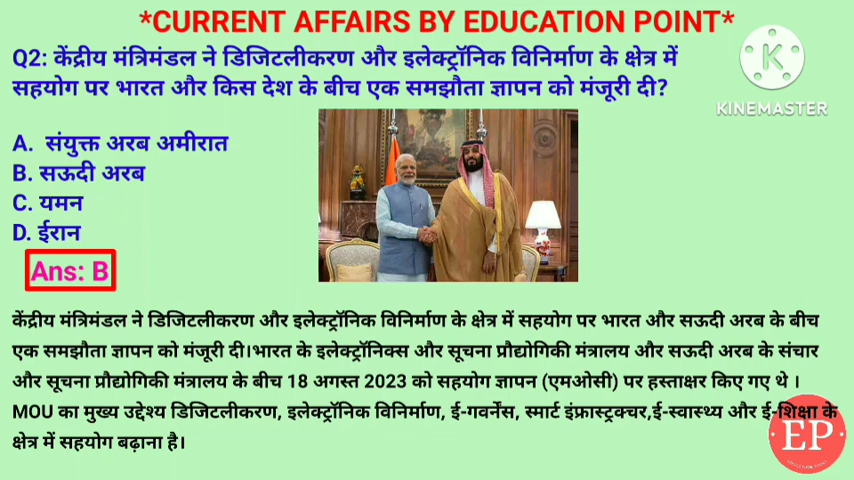 *CURRENT AFFAIRS BY EDUCATION POINT*
Q2: केंद्रीय मंत्रिमंडल ने डिजिटलीकरण और इलेक्ट्रॉनिक विनिर्माण के क्षेत्र में
सहयोग पर भारत और किस देश के बीच एक समझौता ज्ञापन को मंजूरी दी?
KINEMASTER
A. संयुक्त अरब अमीरात
B. सऊदी अरब
C. यमन
D. ईरान
Ans: B
केंद्रीय मंत्रिमंडल ने डिजिटलीकरण और इलेक्ट्रॉनिक विनिर्माण के क्षेत्र में सहयोग पर भारत और सऊदी अरब के बीच
एक समझौता ज्ञापन को मंजूरी दी।भारत के इलेक्ट्रॉनिक्स और सूचना प्रौद्योगिकी मंत्रालय और सऊदी अरब के संचार
और सूचना प्रौद्योगिकी मंत्रालय के बीच 18 अगस्त 2023 को सहयोग ज्ञापन (एमओसी) पर हस्ताक्षर किए गए थे ।
MOU का मुख्य उद्देश्य डिजिटलीकरण, इलेक्ट्रॉनिक विनिर्माण, ई-गवर्नेंस, स्मार्ट इंफ्रास्ट्रक्चर,ई-स्वास्थ्य और ई-शिक्षा के
क्षेत्र में सहयोग बढ़ाना है।
EP
EDUCATION POINT